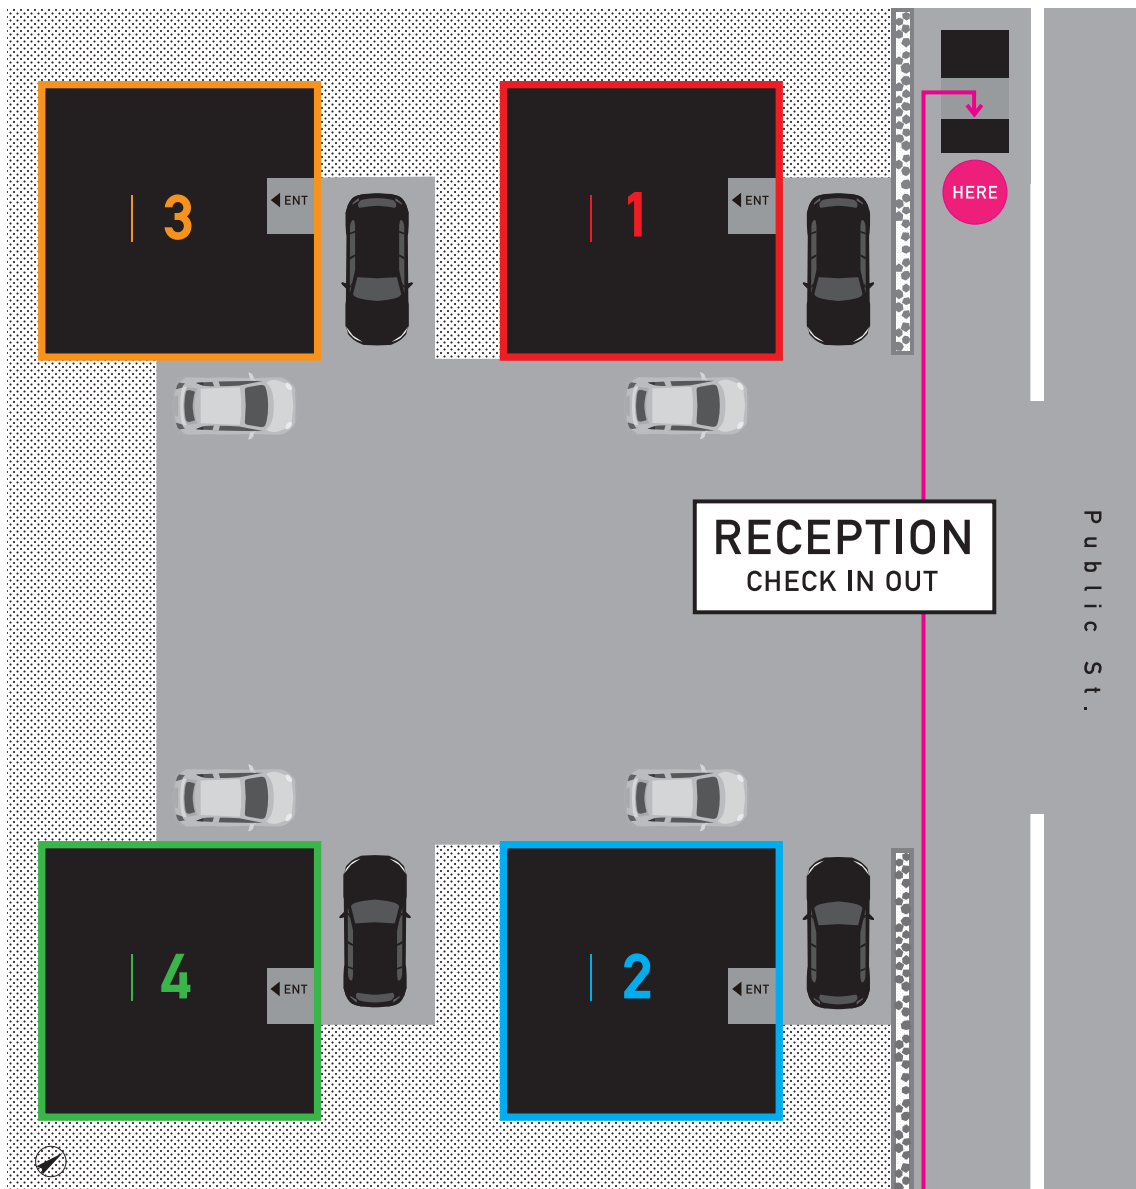 HERE
3
ENT
1
ENT
RECEPTION
CHECK IN OUT
Public St.
4
ENT
2
ENT